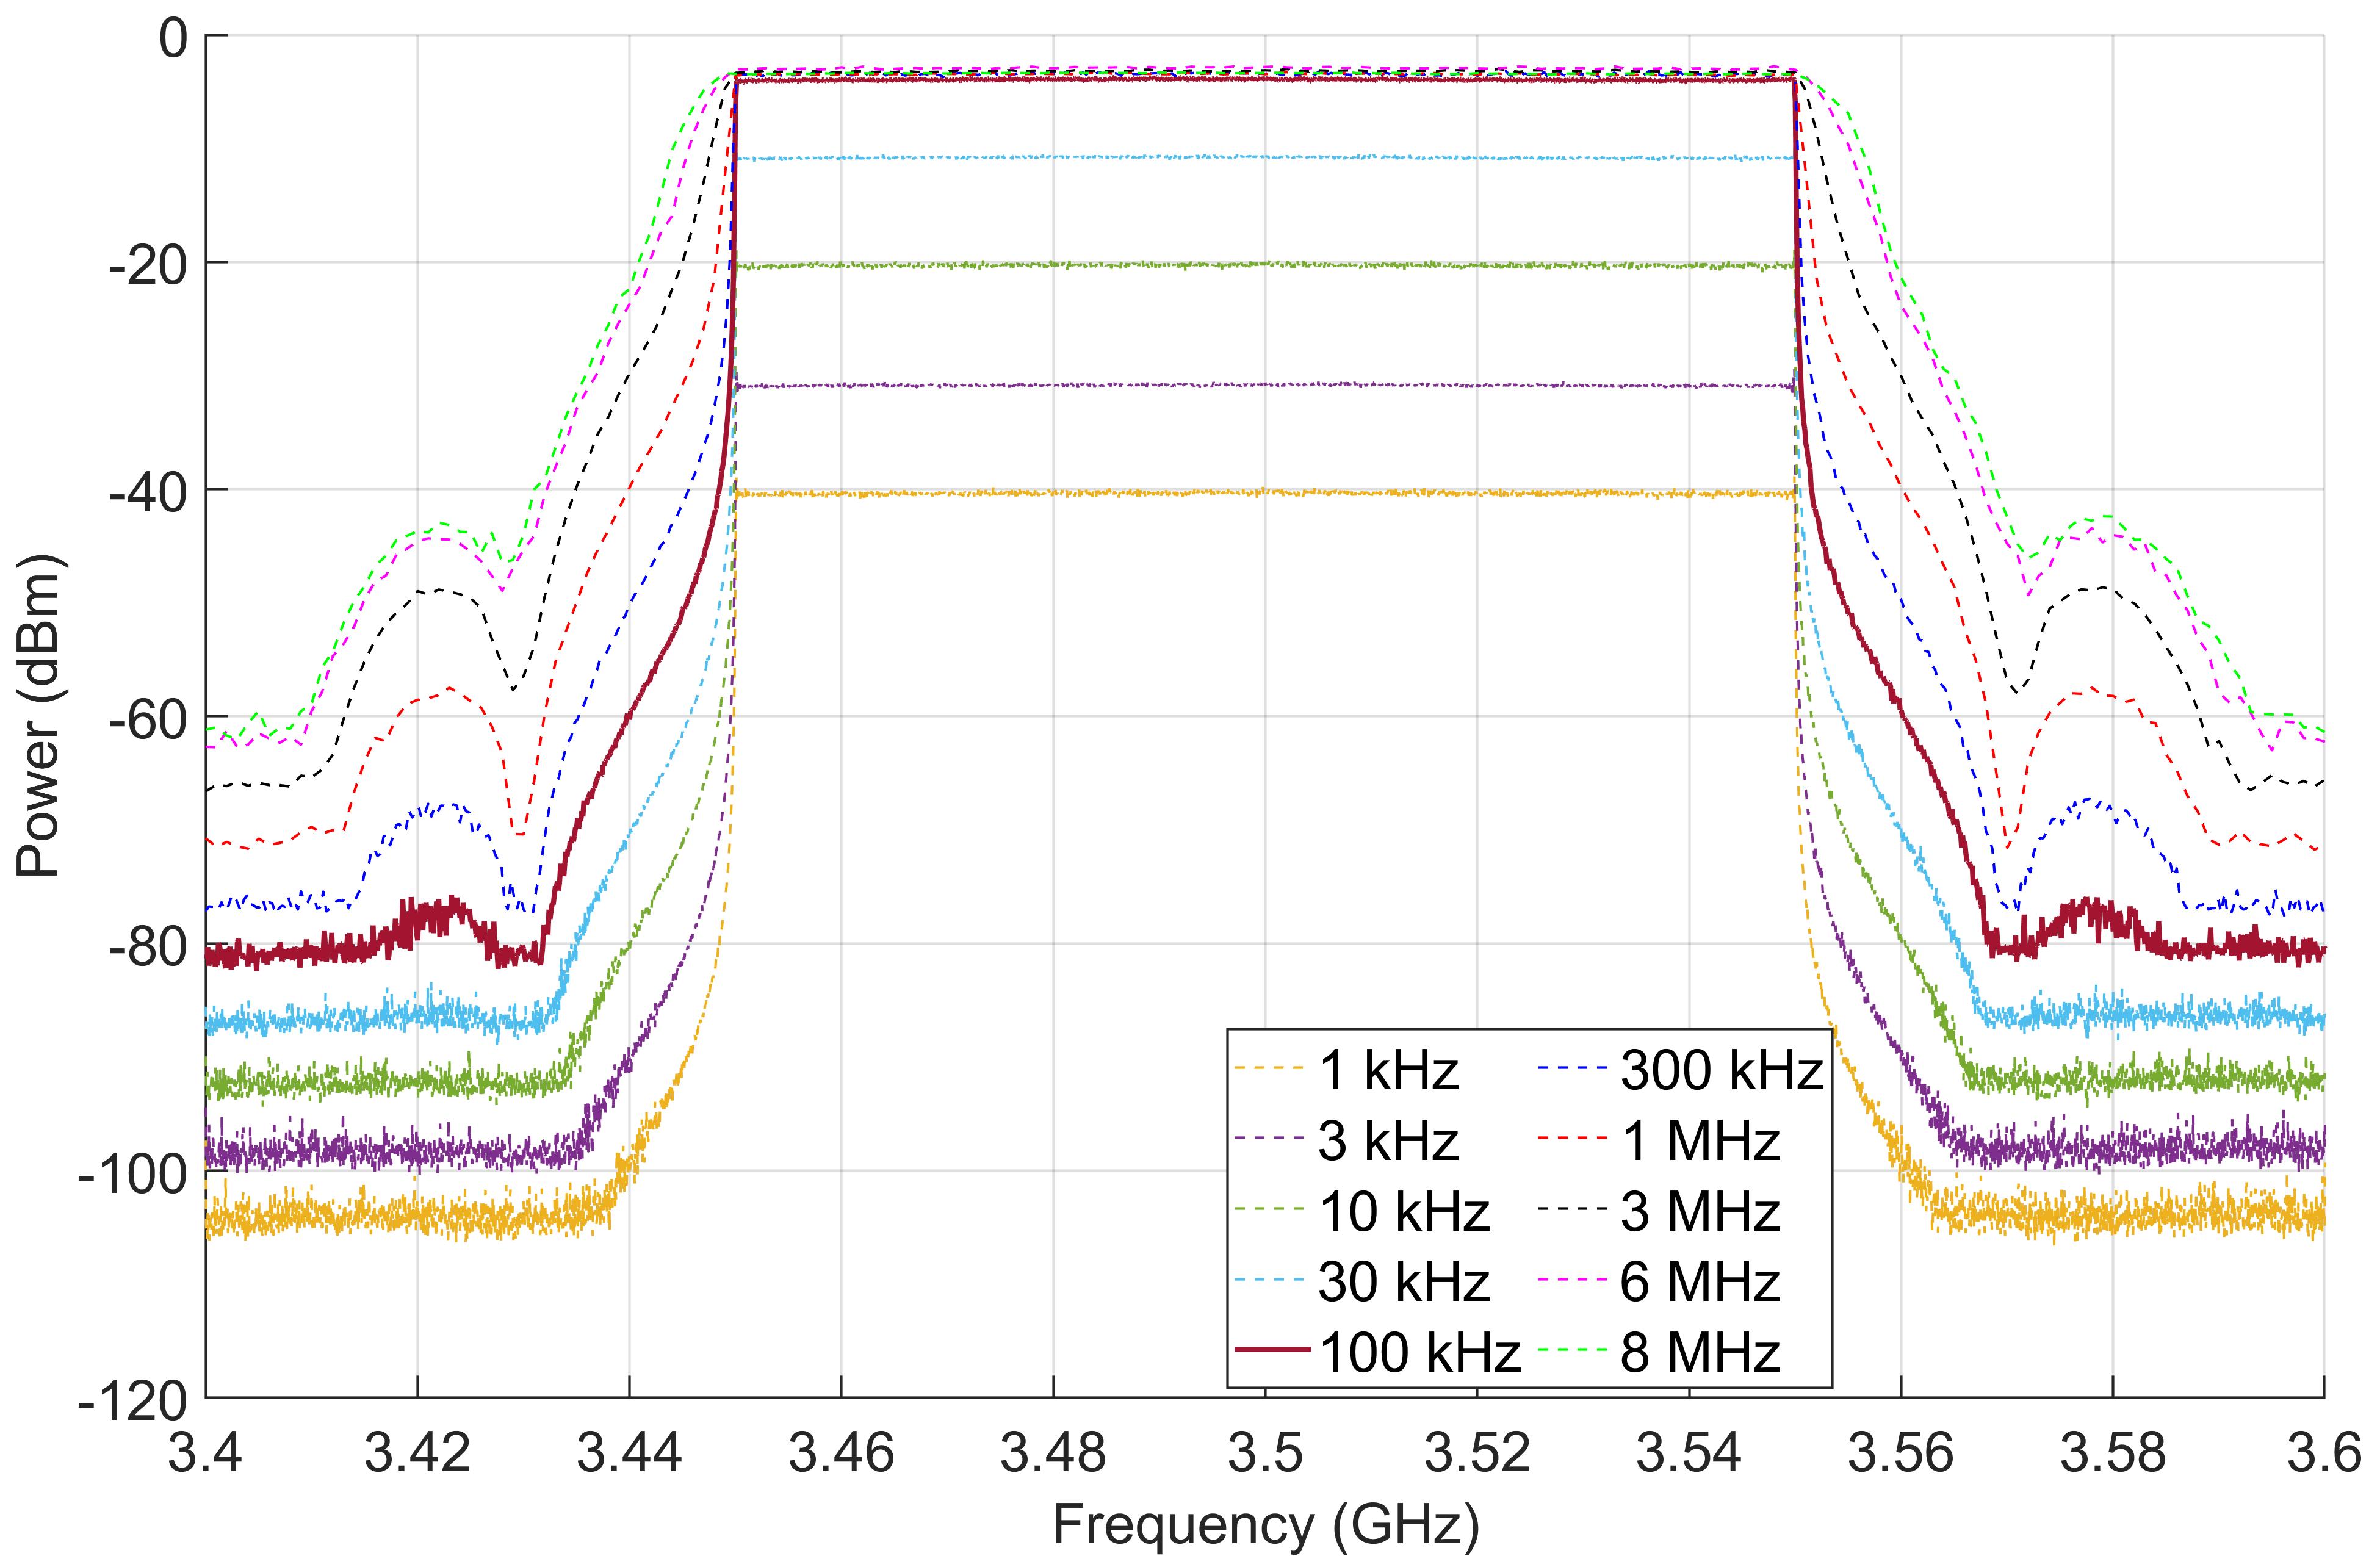 0
-20
-40
-60
-80
-100
-120
Power (dBm)
1 kHz
3 kHz
10 kHz
30 kHz
100 kHz
300 kHz
1 MHz
3 MHz
6 MHz
8 MHz
3.4 3.42 3.44 3.46 3.48 3.5 3.52 3.54 3.56 3.58 3.6
Frequency (GHz)